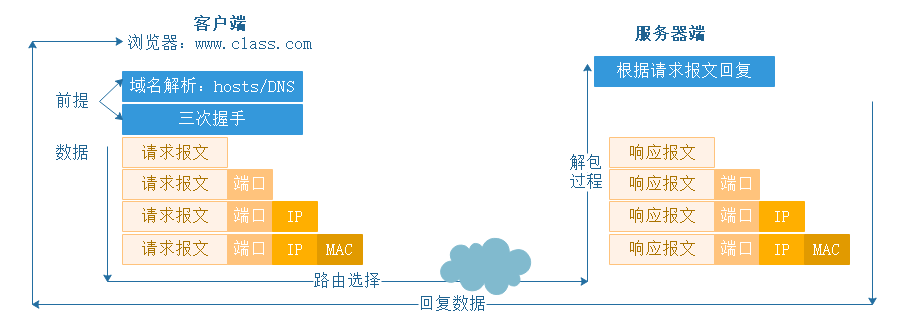 客户端
浏览器：www.class.com
服务器端
根据请求报文回复
前提
域名解析：hosts/DNS
三次握手
数据
请求报文
请求报文 端口
请求报文 端口 IP
请求报文 端口 IP MAC
路由选择
解包
过程
响应报文
响应报文 端口
响应报文 端口 IP
响应报文 端口 IP MAC
回复数据